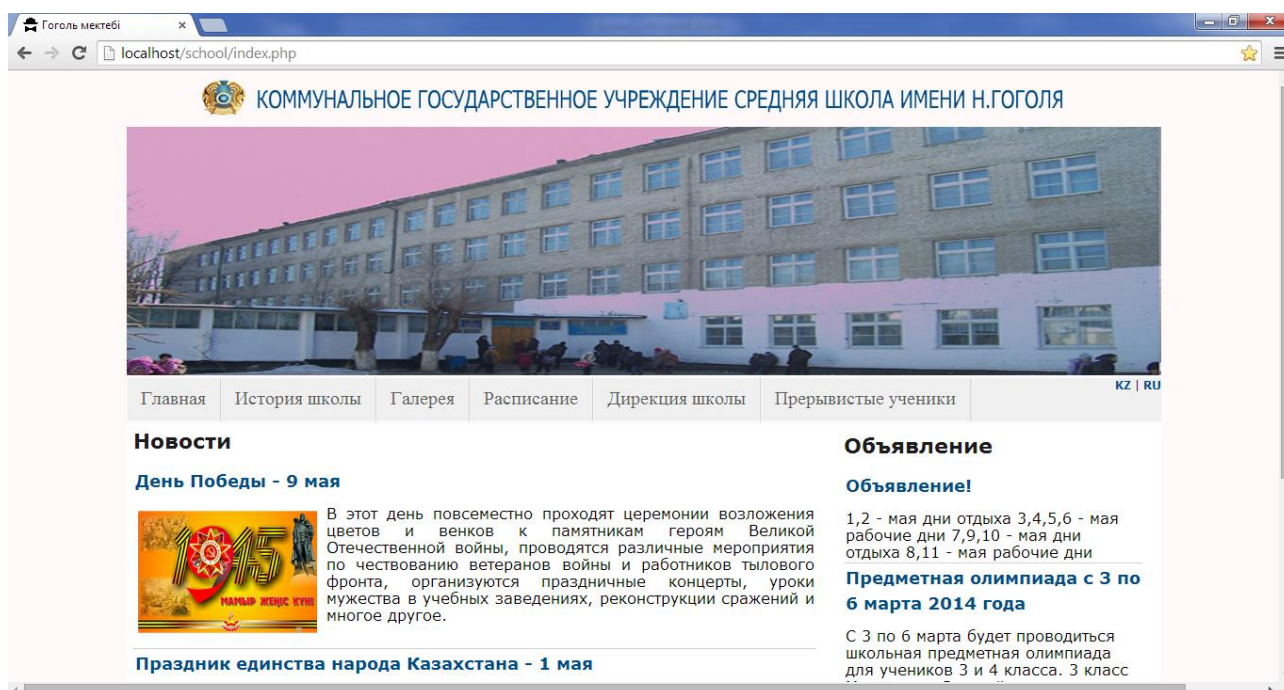 Гоголь мектебі
localhost/school/index.php
КОММУНАЛЬНОЕ ГОСУДАРСТВЕННОЕ УЧРЕЖДЕНИЕ СРЕДНЯЯ ШКОЛА ИМЕНИ Н.ГОГОЛЯ
KZ | RU
Главная История школы Галерея Расписание Дирекция школы Прерывистые ученики
Новости
День Победы - 9 мая
1945
МАМЫР ЖЕҢІС КҮНІ
В этот день повсеместно проходят церемонии возложения
цветов и венков к памятникам героям Великой
Отечественной войны, проводятся различные мероприятия
по чествованию ветеранов войны и работников тылового
фронта, организуются праздничные концерты, уроки
мужества в учебных заведениях, реконструкции сражений и
многое другое.
Праздник единства народа Казахстана - 1 мая
Объявление
Объявление!
1,2 - мая дни отдыха 3,4,5,6 - мая
рабочие дни 7,9,10 - мая дни
отдыха 8,11 - мая рабочие дни
Предметная олимпиада с 3 по
6 марта 2014 года
С 3 по 6 марта будет проводиться
школьная предметная олимпиада
для учеников 3 и 4 класса. 3 класс